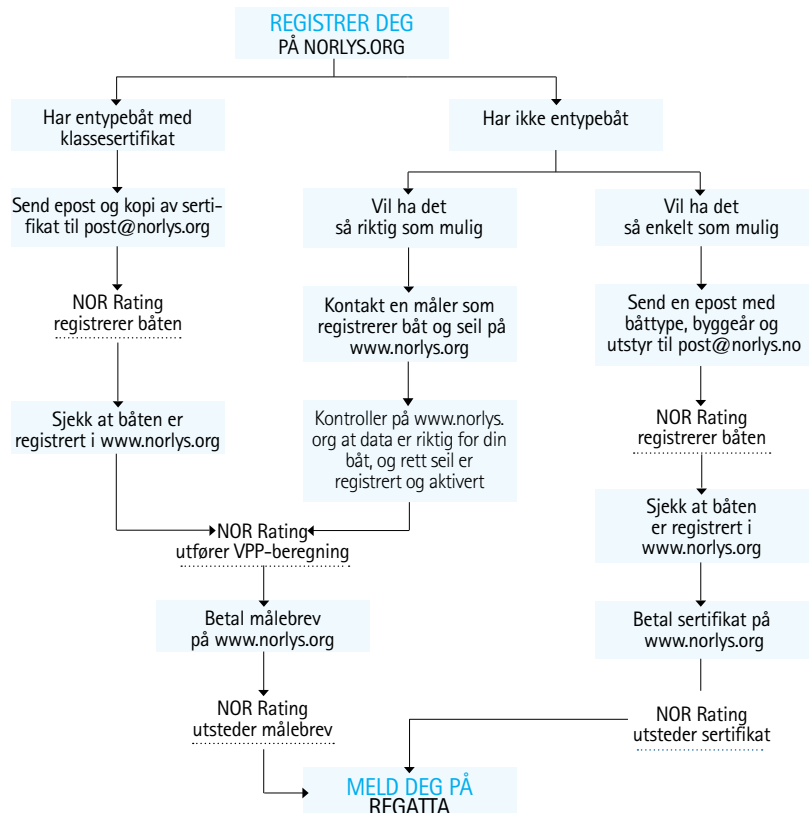 REGISTRER DEG
PÅ NORLYS.ORG
Har entypebåt med
klassesertifikat
Har ikke entypebåt
Send epost og kopi av serti-
fikat til post@norlys.org
Vil ha det
så riktig som mulig
Vil ha det
så enkelt som mulig
NOR Rating
registrerer båten
Kontakt en måler som
registrerer båt og seil på
www.norlys.org
Send en epost med
båttype, byggeår og
utstyr til post@norlys.no
Sjekk at båten er
registrert i www.norlys.org
Kontroller på www.norlys.
org at data er riktig for din
båt, og rett seil er
registrert og aktivert
NOR Rating
registrerer båten
NOR Rating
utfører VPP-beregning
Sjekk at båten
er registrert i
www.norlys.org
Betal målebrev
på www.norlys.org
Betal sertifikat på
www.norlys.org
NOR Rating
utsteder målebrev
NOR Rating
utsteder sertifikat
MELD DEG PÅ
REGATTA